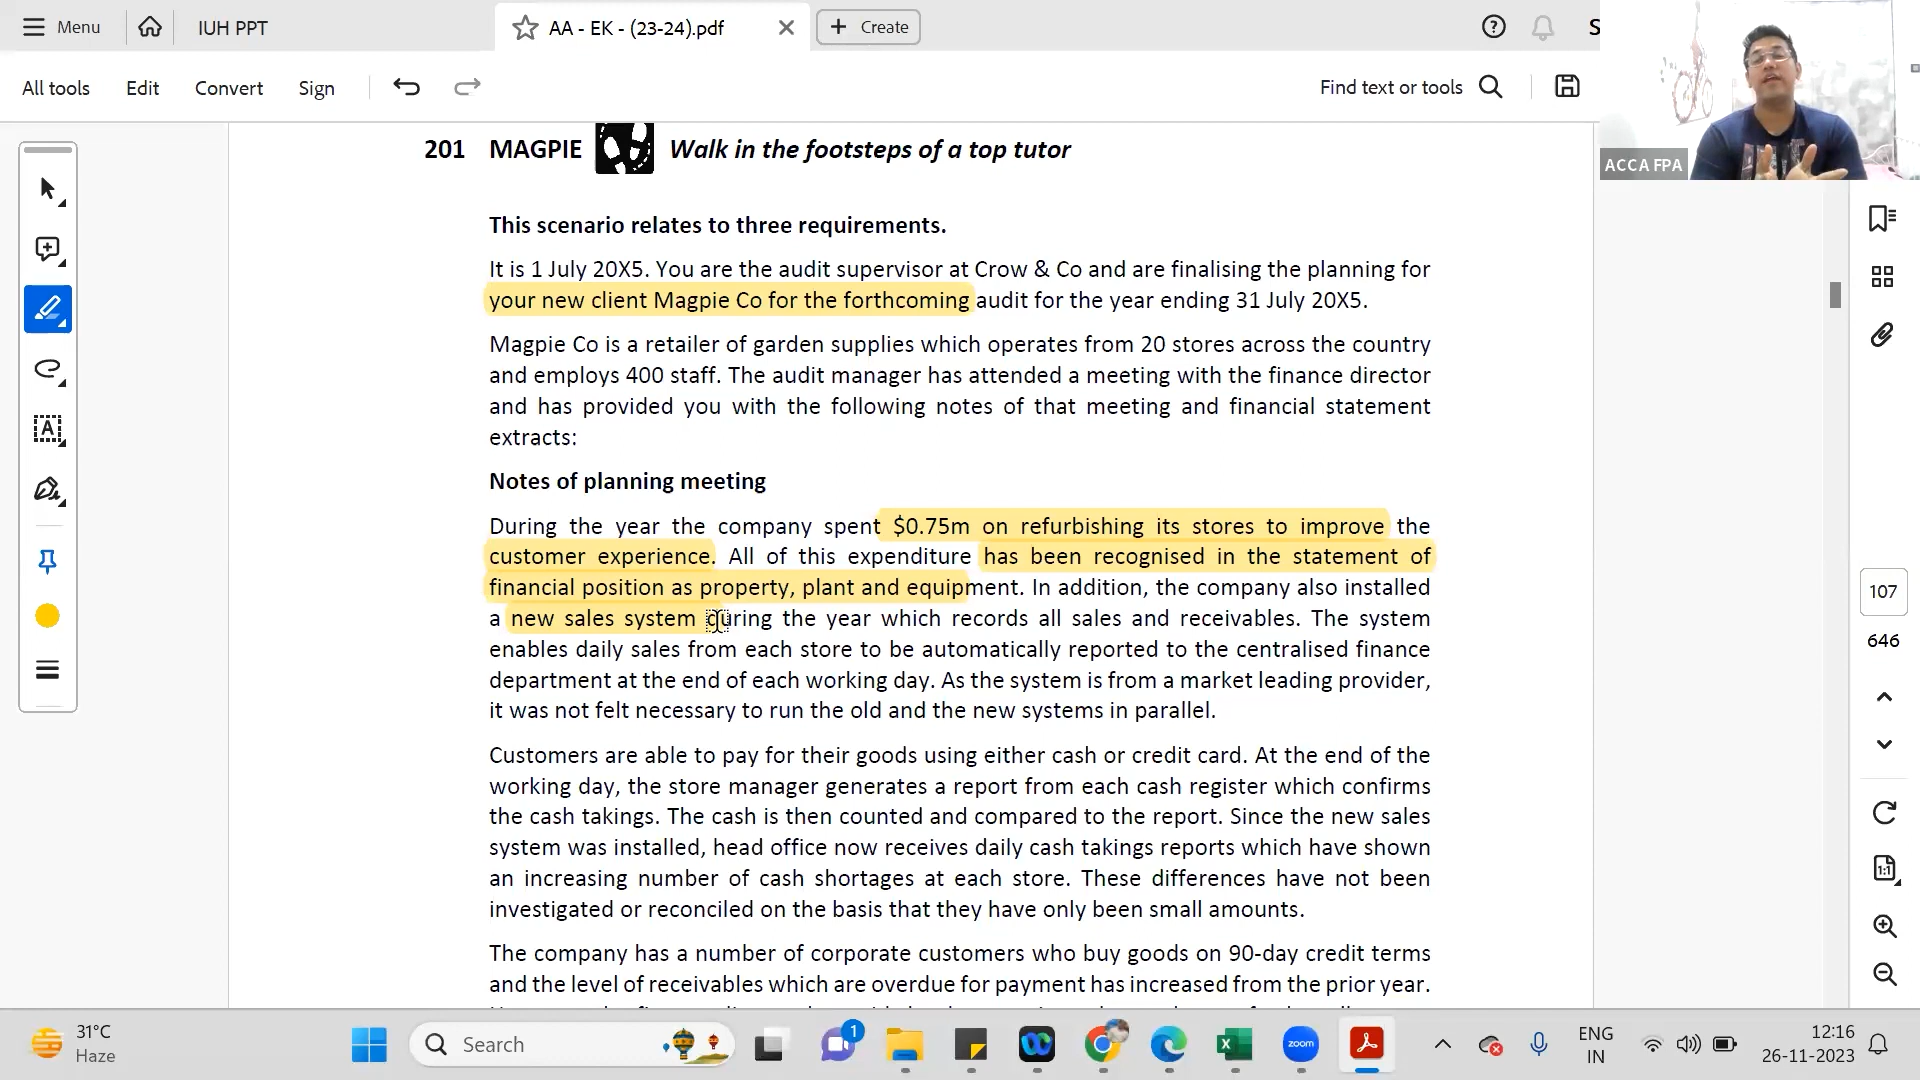 Menu
IUH PPT
AA - EK - (23-24).pdf
Create
S
All tools
Edit
Convert
Sign
Find text or tools
ACCA FPA
201 MAGPIE Walk in the footsteps of a top tutor
This scenario relates to three requirements.
It is 1 July 20X5. You are the audit supervisor at Crow & Co and are finalising the planning for
your new client Magpie Co for the forthcoming audit for the year ending 31 July 20X5.
Magpie Co is a retailer of garden supplies which operates from 20 stores across the country
and employs 400 staff. The audit manager has attended a meeting with the finance director
and has provided you with the following notes of that meeting and financial statement
extracts:
Notes of planning meeting
During the year the company spent $0.75m on refurbishing its stores to improve the
customer experience. All of this expenditure has been recognised in the statement of
financial position as property, plant and equipment. In addition, the company also installed
a new sales system during the year which records all sales and receivables. The system
enables daily sales from each store to be automatically reported to the centralised finance
department at the end of each working day. As the system is from a market leading provider,
it was not felt necessary to run the old and the new systems in parallel.
Customers are able to pay for their goods using either cash or credit card. At the end of the
working day, the store manager generates a report from each cash register which confirms
the cash takings. The cash is then counted and compared to the report. Since the new sales
system was installed, head office now receives daily cash takings reports which have shown
an increasing number of cash shortages at each store. These differences have not been
investigated or reconciled on the basis that they have only been small amounts.
The company has a number of corporate customers who buy goods on 90-day credit terms
and the level of receivables which are overdue for payment has increased from the prior year.
107
646
1:1
31°C
Haze
Search
1
zoom
ENG
IN
12:16
26-11-2023